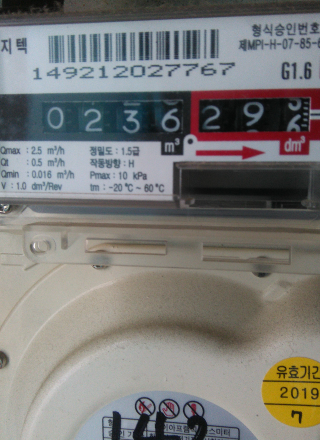 지텍
형식승인번호
제MPI-H-07-85-6
149212027767
G1.6
0236 29
m³
dm³
Qmax : 2.5 m³/h 정밀도 : 1.5급
Qt : 0.5 m³/h 작동방향 : H
Qmin : 0.016 m³/h Pmax : 10 kPa
V : 1.0 dm³/Rev tm : -20 ℃ ~ 60 ℃
유효기간
2019
7